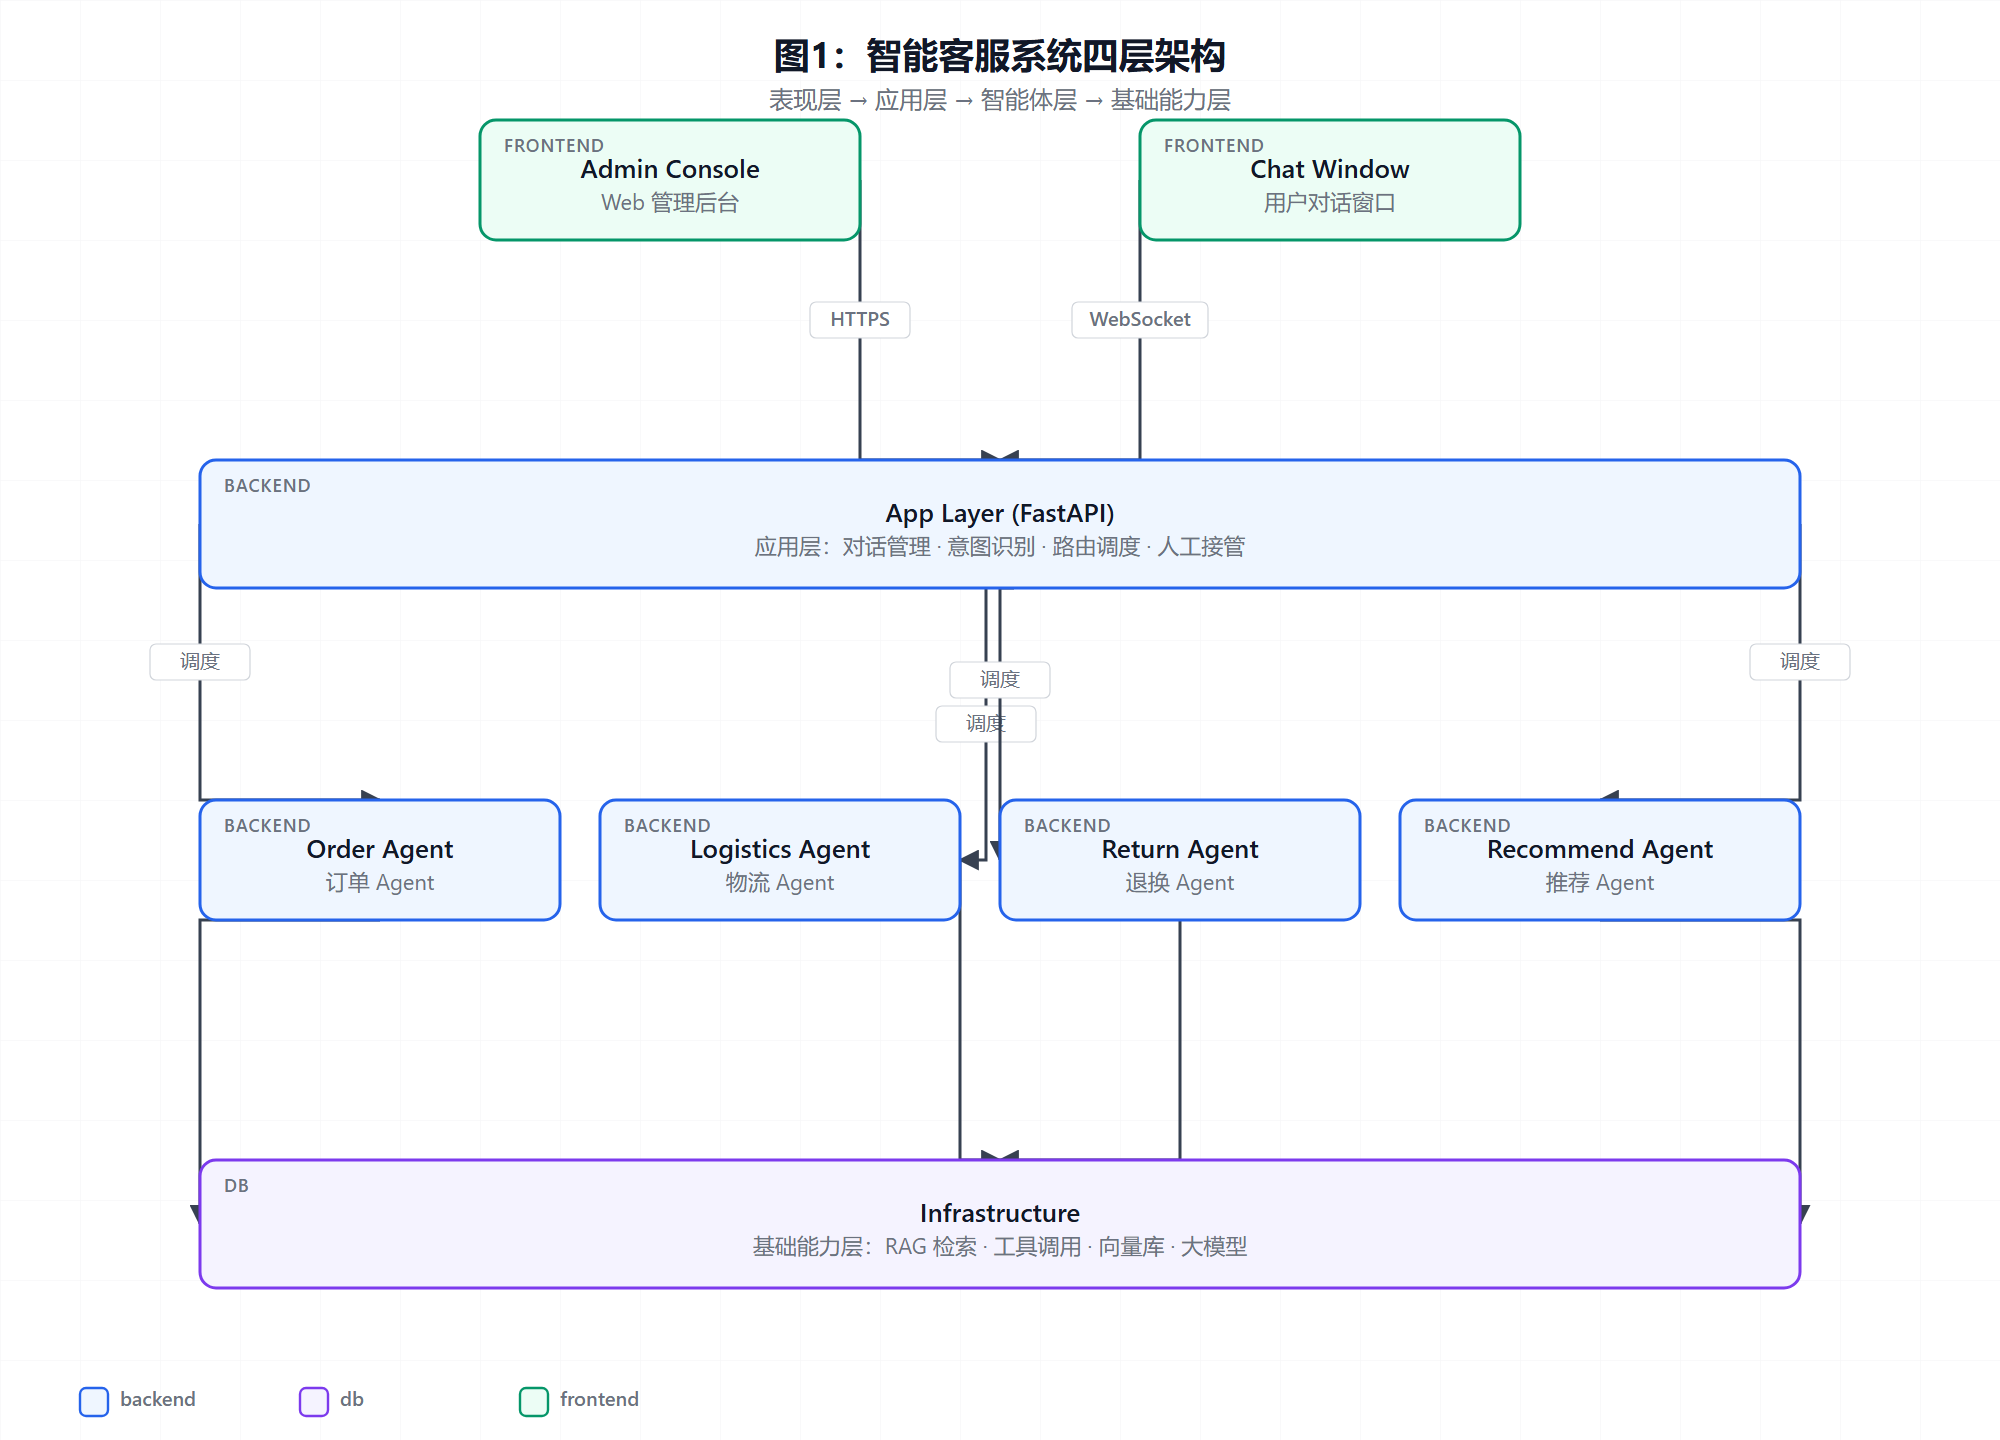 图1：智能客服系统四层架构
表现层 → 应用层 → 智能体层 → 基础能力层
FRONTEND
Admin Console
Web 管理后台
FRONTEND
Chat Window
用户对话窗口
HTTPS
WebSocket
BACKEND
App Layer (FastAPI)
应用层：对话管理 · 意图识别 · 路由调度 · 人工接管
调度
调度
调度
调度
BACKEND
Order Agent
订单 Agent
BACKEND
Logistics Agent
物流 Agent
BACKEND
Return Agent
退换 Agent
BACKEND
Recommend Agent
推荐 Agent
DB
Infrastructure
基础能力层：RAG 检索 · 工具调用 · 向量库 · 大模型
backend
db
frontend